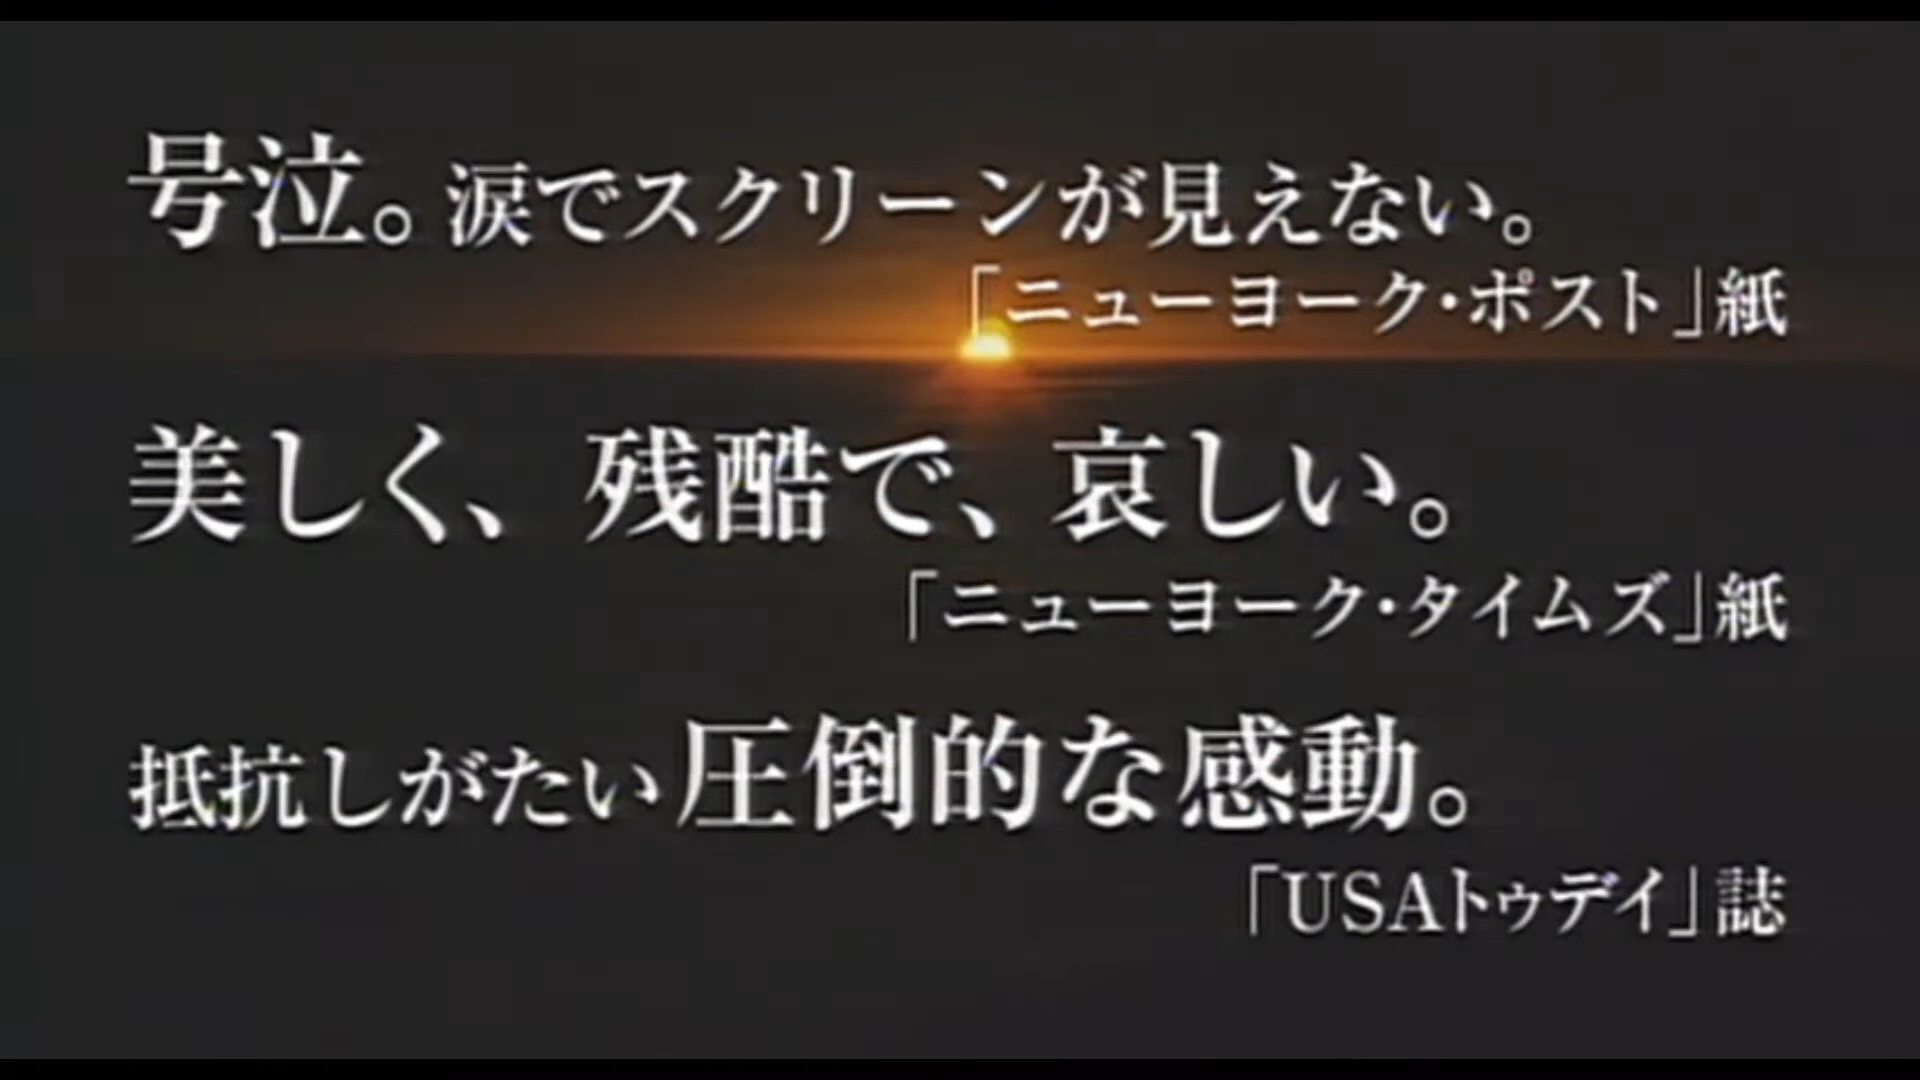 号泣。涙でスクリーンが見えない。
「ニューヨーク・ポスト」紙
美しく、残酷で、哀しい。
「ニューヨーク・タイムズ」紙
抵抗しがたい圧倒的な感動。
「USAトゥデイ」誌